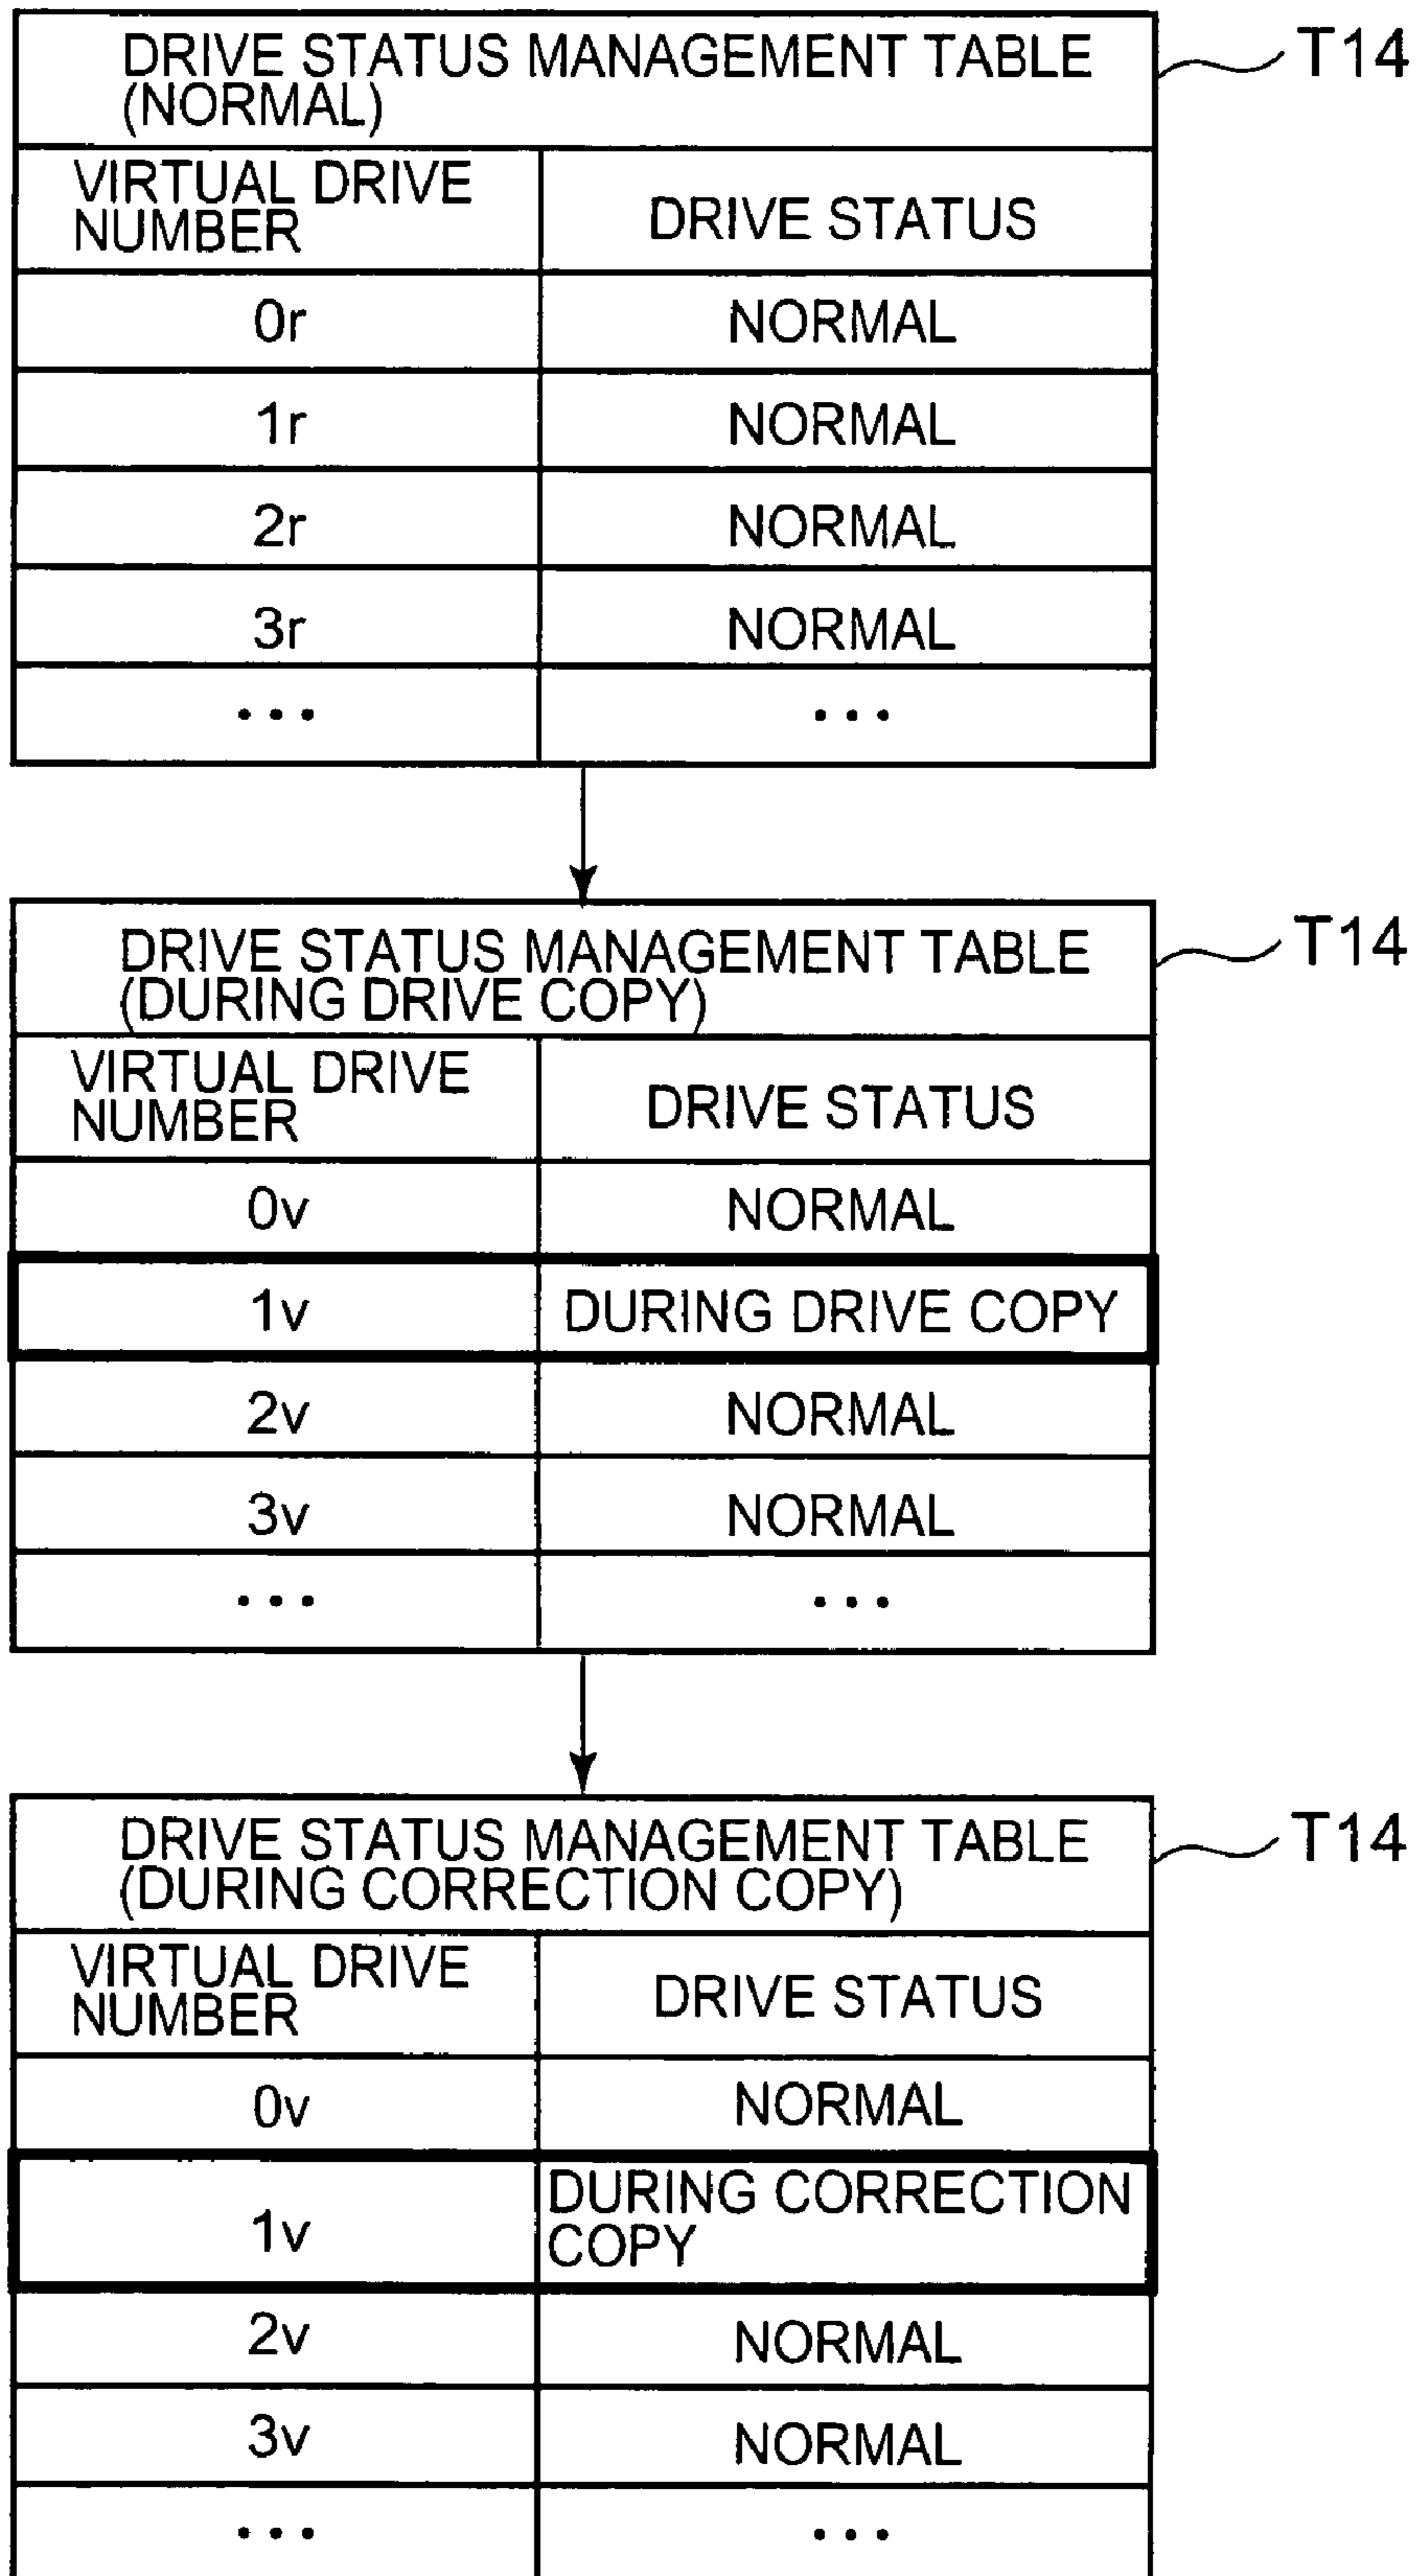 DRIVE STATUS MANAGEMENT TABLE
(NORMAL)
T14
VIRTUAL DRIVE
NUMBER
DRIVE STATUS
0r NORMAL
1r NORMAL
2r NORMAL
3r NORMAL
... ...
DRIVE STATUS MANAGEMENT TABLE
(DURING DRIVE COPY)
T14
VIRTUAL DRIVE
NUMBER
DRIVE STATUS
0v NORMAL
1v DURING DRIVE COPY
2v NORMAL
3v NORMAL
... ...
DRIVE STATUS MANAGEMENT TABLE
(DURING CORRECTION COPY)
T14
VIRTUAL DRIVE
NUMBER
DRIVE STATUS
0v NORMAL
1v DURING CORRECTION
COPY
2v NORMAL
3v NORMAL
... ...